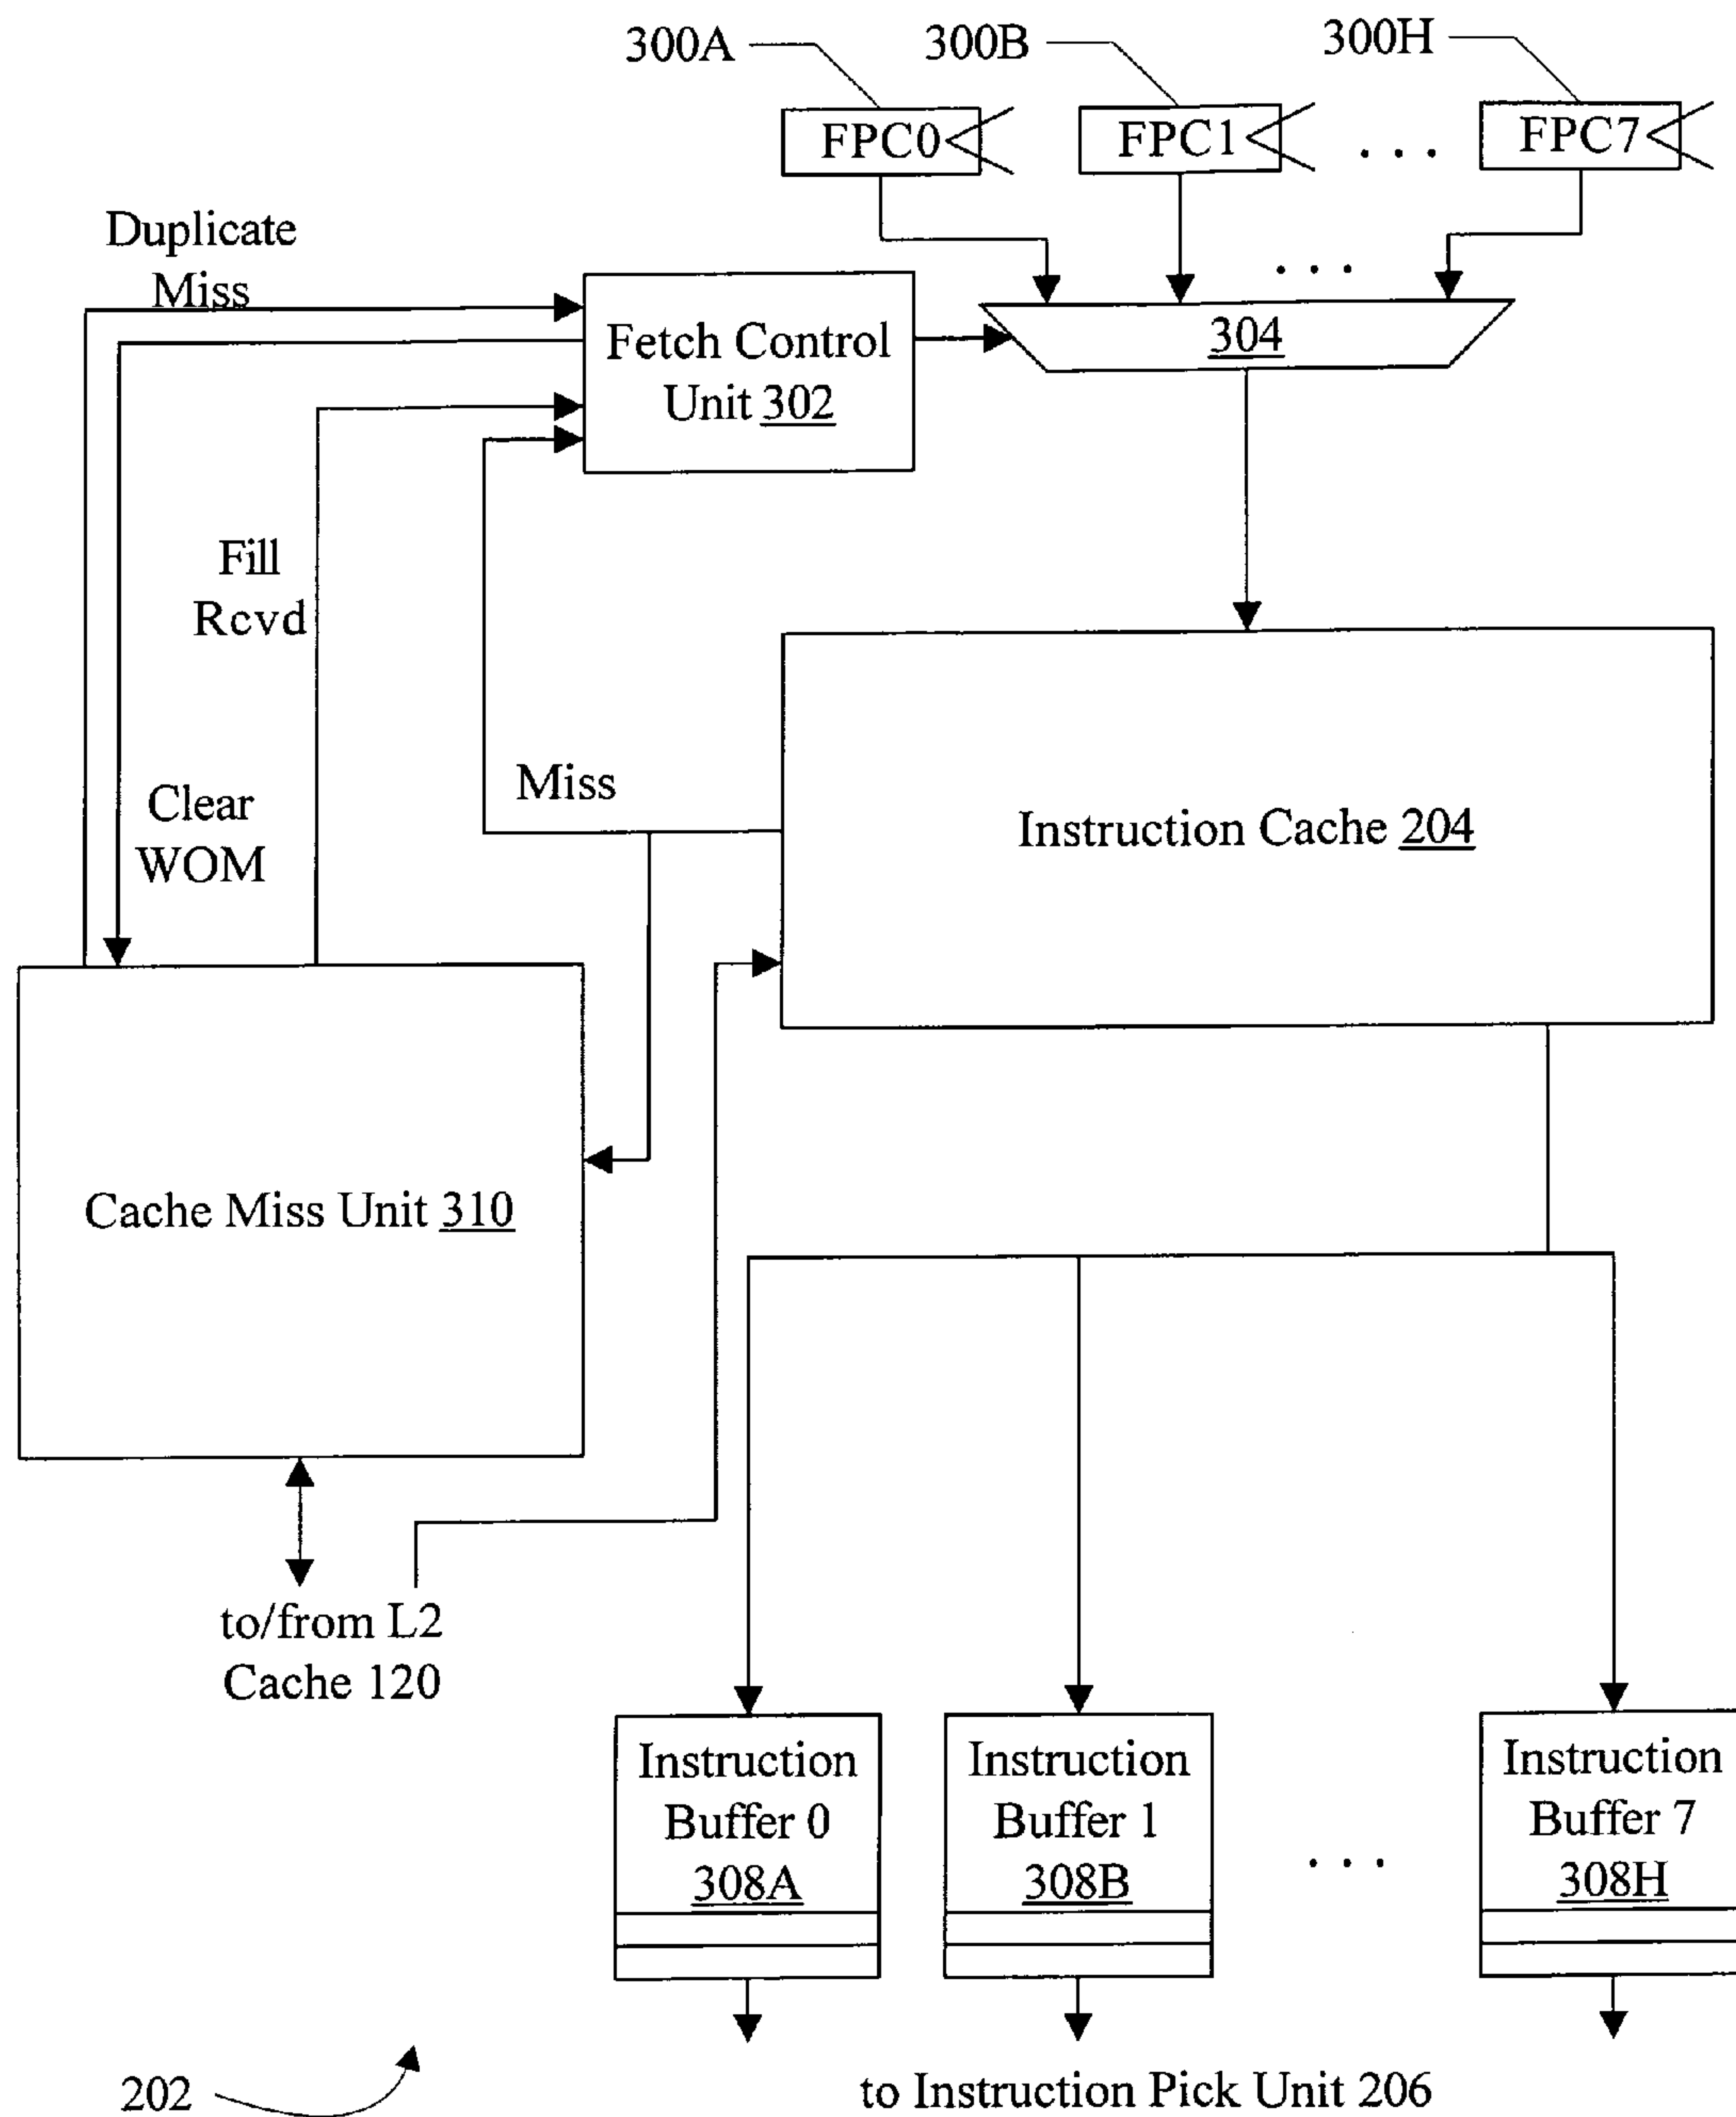 300A
300B
300H
FPC0
FPC1
. . .
FPC7
Duplicate
Miss
. . .
304
Fetch Control
Unit 302
Fill
Rcvd
Miss
Clear
WOM
Instruction Cache 204
Cache Miss Unit 310
to/from L2
Cache 120
Instruction
Buffer 0
308A
Instruction
Buffer 1
308B
. . .
Instruction
Buffer 7
308H
202
to Instruction Pick Unit 206